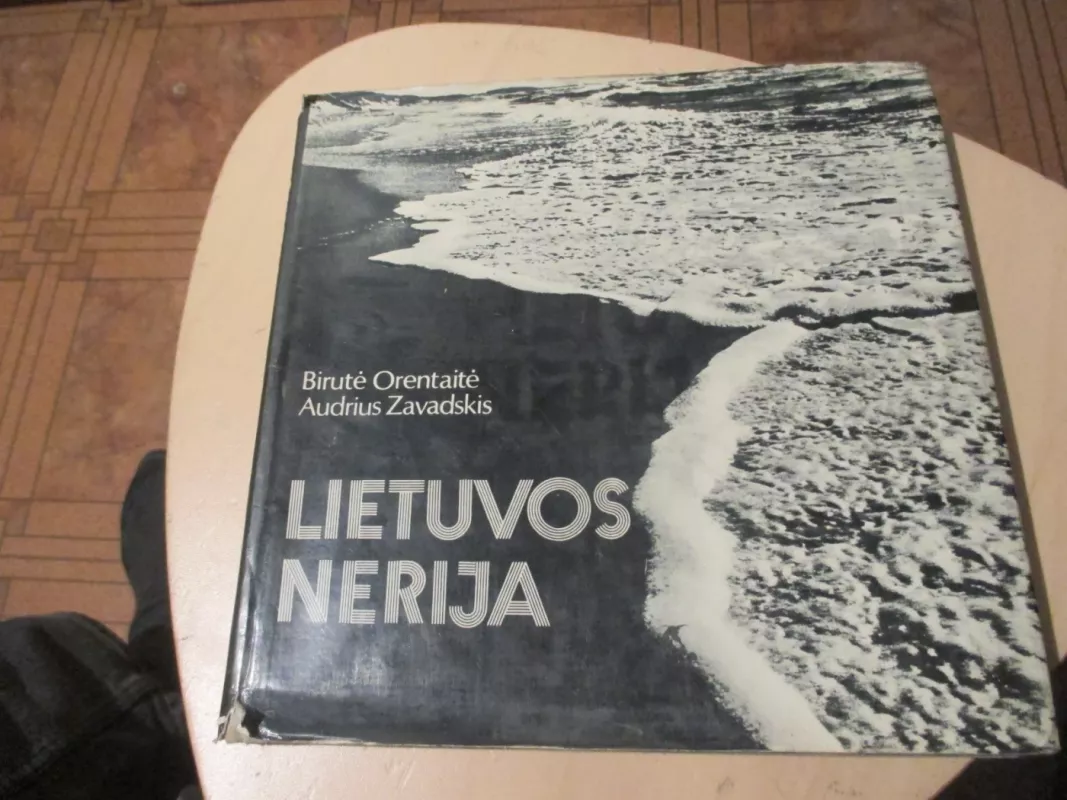 Birutė Orentaitė
Audrius Zavadskis
LIETUVOS
NERIJA